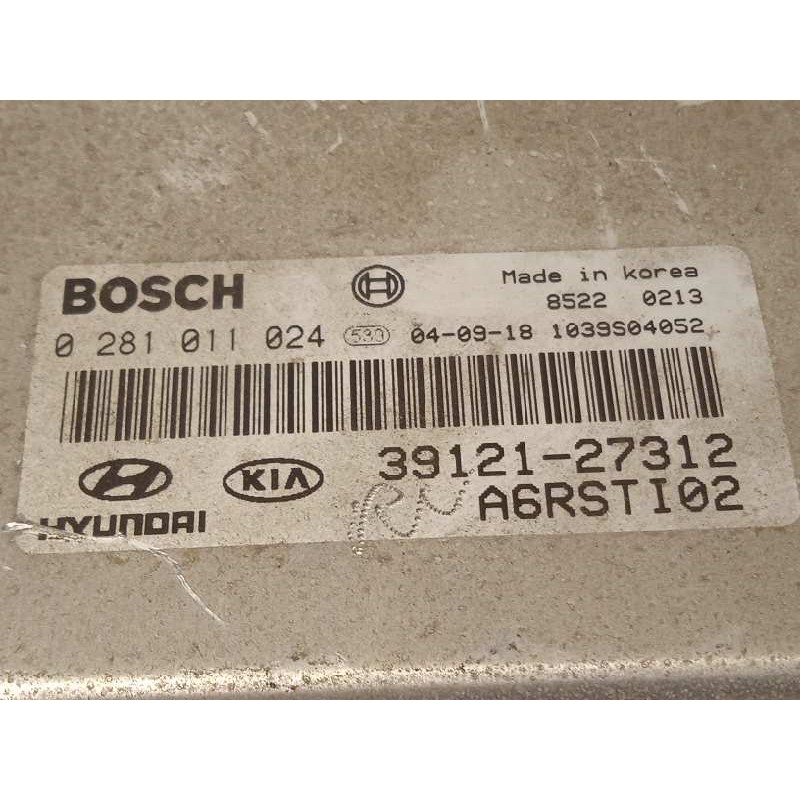 BOSCH
Made in korea
8522 0213
0 281 011 024 530 04-09-18 1039S04052
39121-27312
HYUNDAI KIA
A6RSTI02